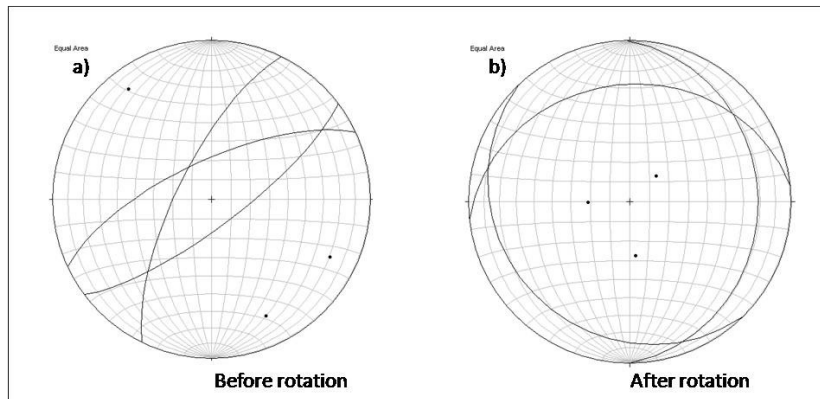 Equal Area
a)
Before rotation
Equal Area
b)
After rotation